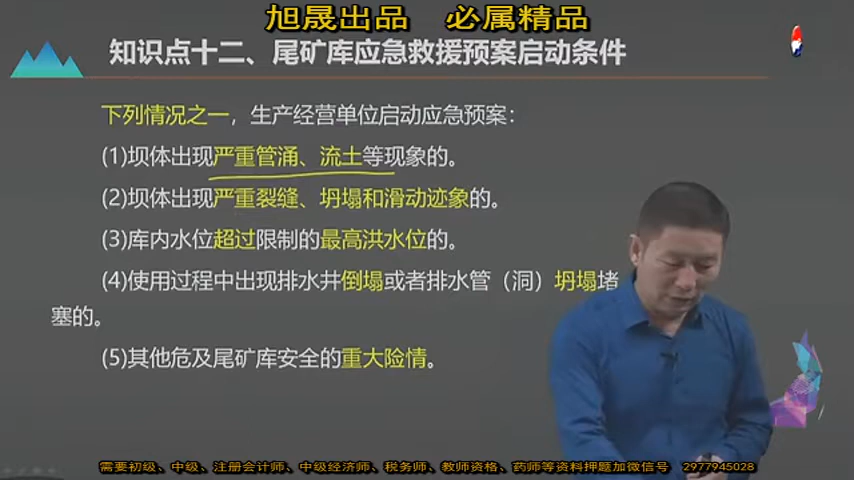 旭晟出品 必属精品
知识点十二、尾矿库应急救援预案启动条件
下列情况之一，生产经营单位启动应急预案：
(1)坝体出现严重管涌、流土等现象的。
(2)坝体出现严重裂缝、坍塌和滑动迹象的。
(3)库内水位超过限制的最高洪水位的。
(4)使用过程中出现排水井倒塌或者排水管（洞）坍塌堵
塞的。
(5)其他危及尾矿库安全的重大险情。
需要初级、中级、注册会计师、中级经济师、税务师、教师资格、药师等资料押题加微信号 2977945028